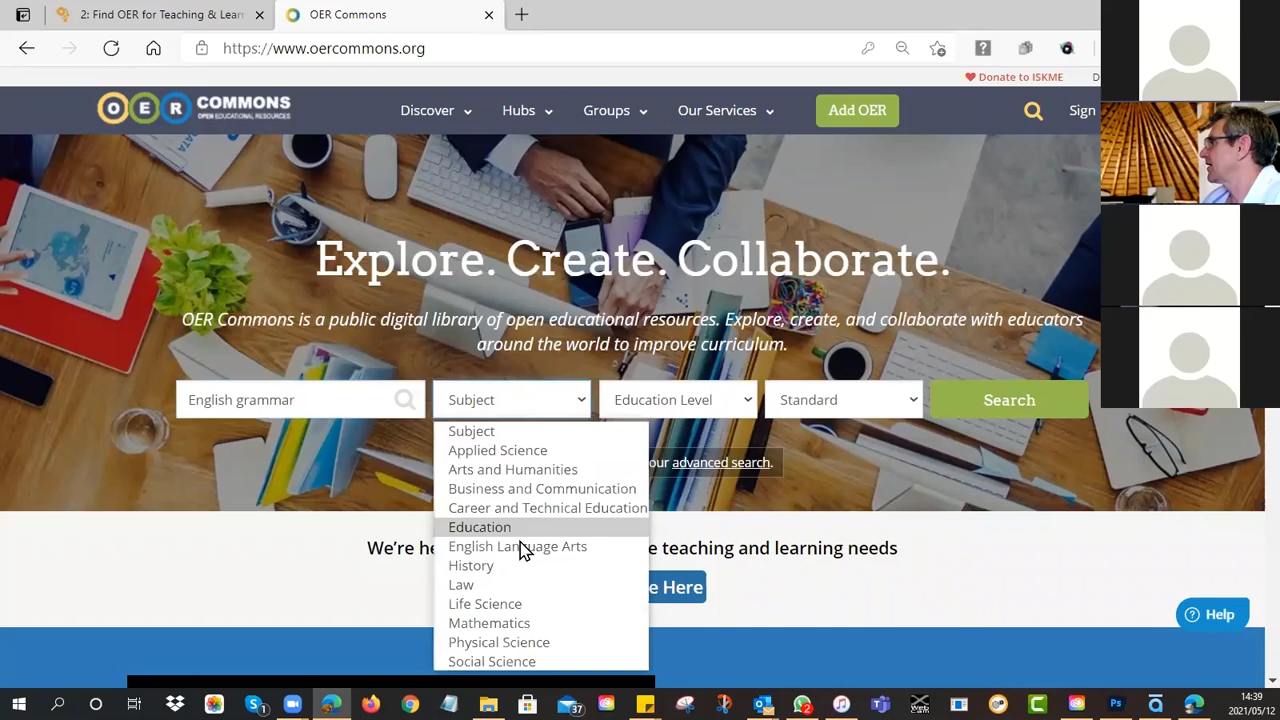 2: Find OER for Teaching & Lear
OER Commons
https://www.oercommons.org
Donate to ISKME
D
OER COMMONS
OPEN EDUCATIONAL RESOURCES
Discover
Hubs
Groups
Our Services
Add OER
Sign
Explore. Create. Collaborate.
OER Commons is a public digital library of open educational resources. Explore, create, and collaborate with educators
around the world to improve curriculum.
English grammar
Subject
Education Level
Standard
Search
Subject
Applied Science
Arts and Humanities
Business and Communication
Career and Technical Education
Education
English Language Arts
History
Law
Life Science
Mathematics
Physical Science
Social Science
our advanced search.
We're he
e teaching and learning needs
e Here
Help
37
2
14:39
2021/05/12